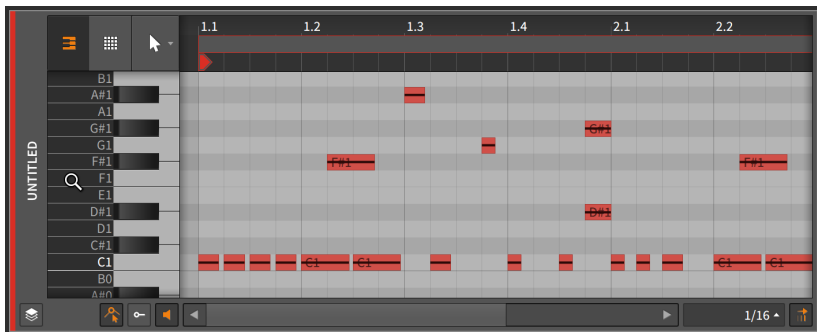 1.1 1.2 1.3 1.4 2.1 2.2
B1
A#1
A1
G#1 G#1
G1
F#1 F#1 F#1
F1
E1
D#1 D#1
D1
C#1
C1 C1 C1 C1 C1
B0
A#0
UNTITLED
1/16